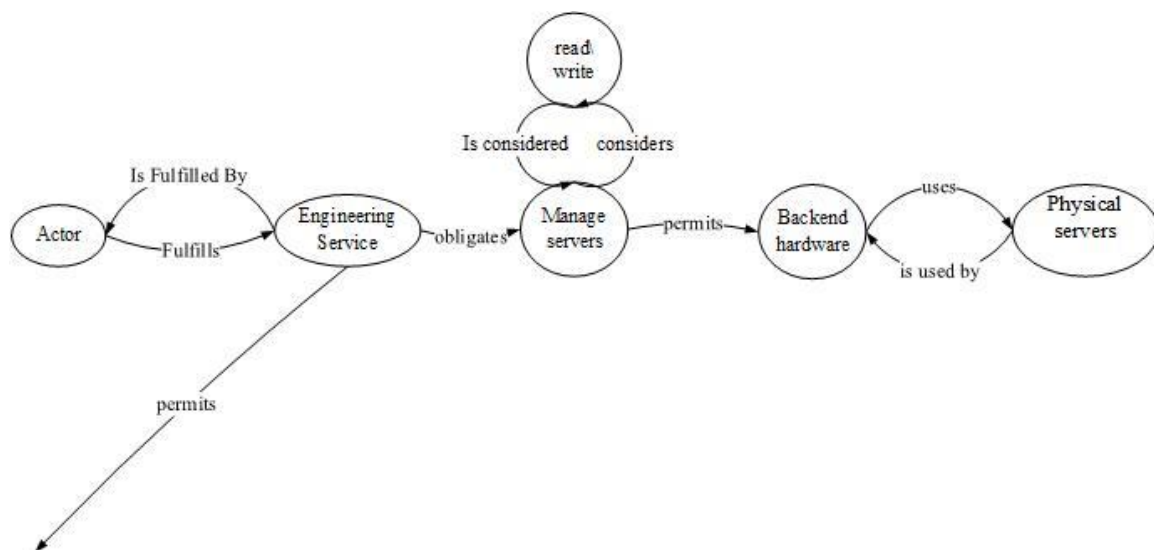 read\
write
Is considered
considers
Is Fulfilled By
Actor
Fulfills
Engineering
Service
obligates
Manage
servers
permits
Backend
hardware
uses
is used by
Physical
servers
permits